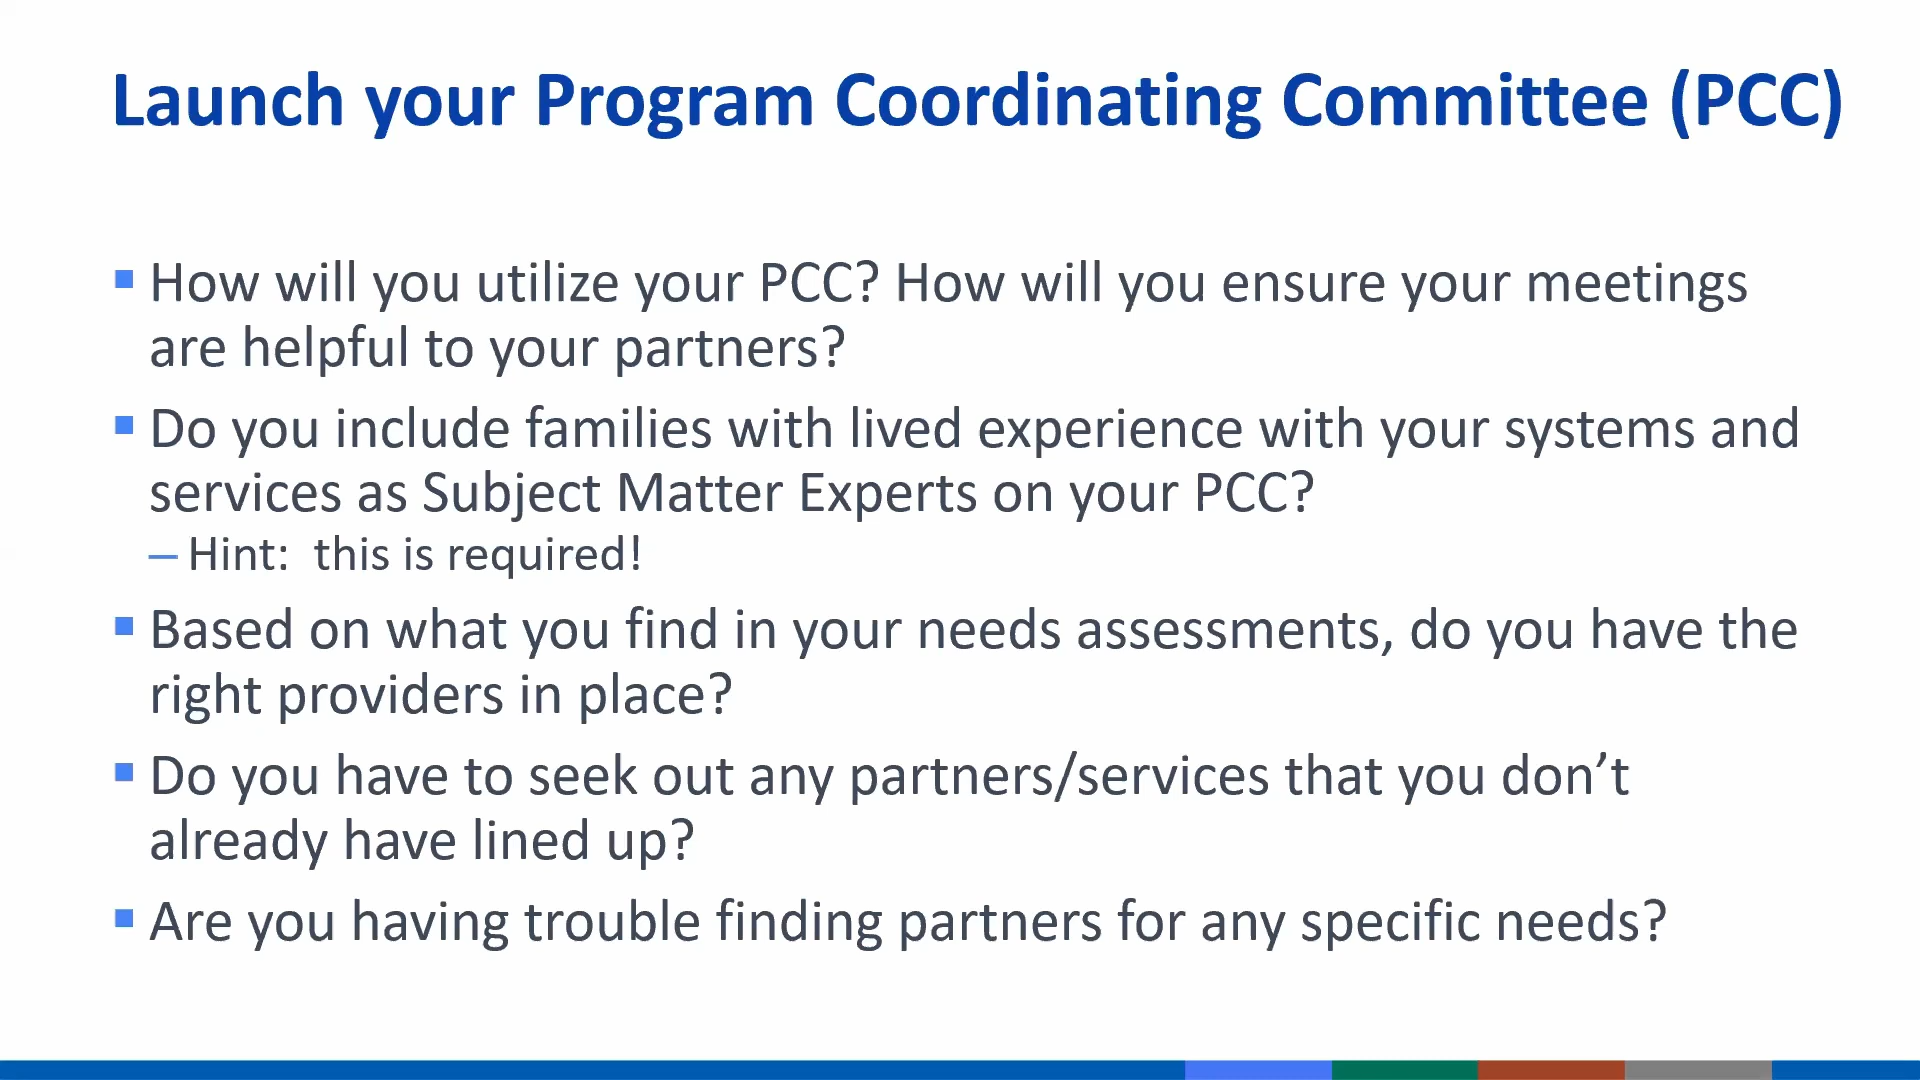 Launch your Program Coordinating Committee (PCC)
How will you utilize your PCC? How will you ensure your meetings
are helpful to your partners?
Do you include families with lived experience with your systems and
services as Subject Matter Experts on your PCC?
– Hint:  this is required!
Based on what you find in your needs assessments, do you have the
right providers in place?
Do you have to seek out any partners/services that you don’t
already have lined up?
Are you having trouble finding partners for any specific needs?